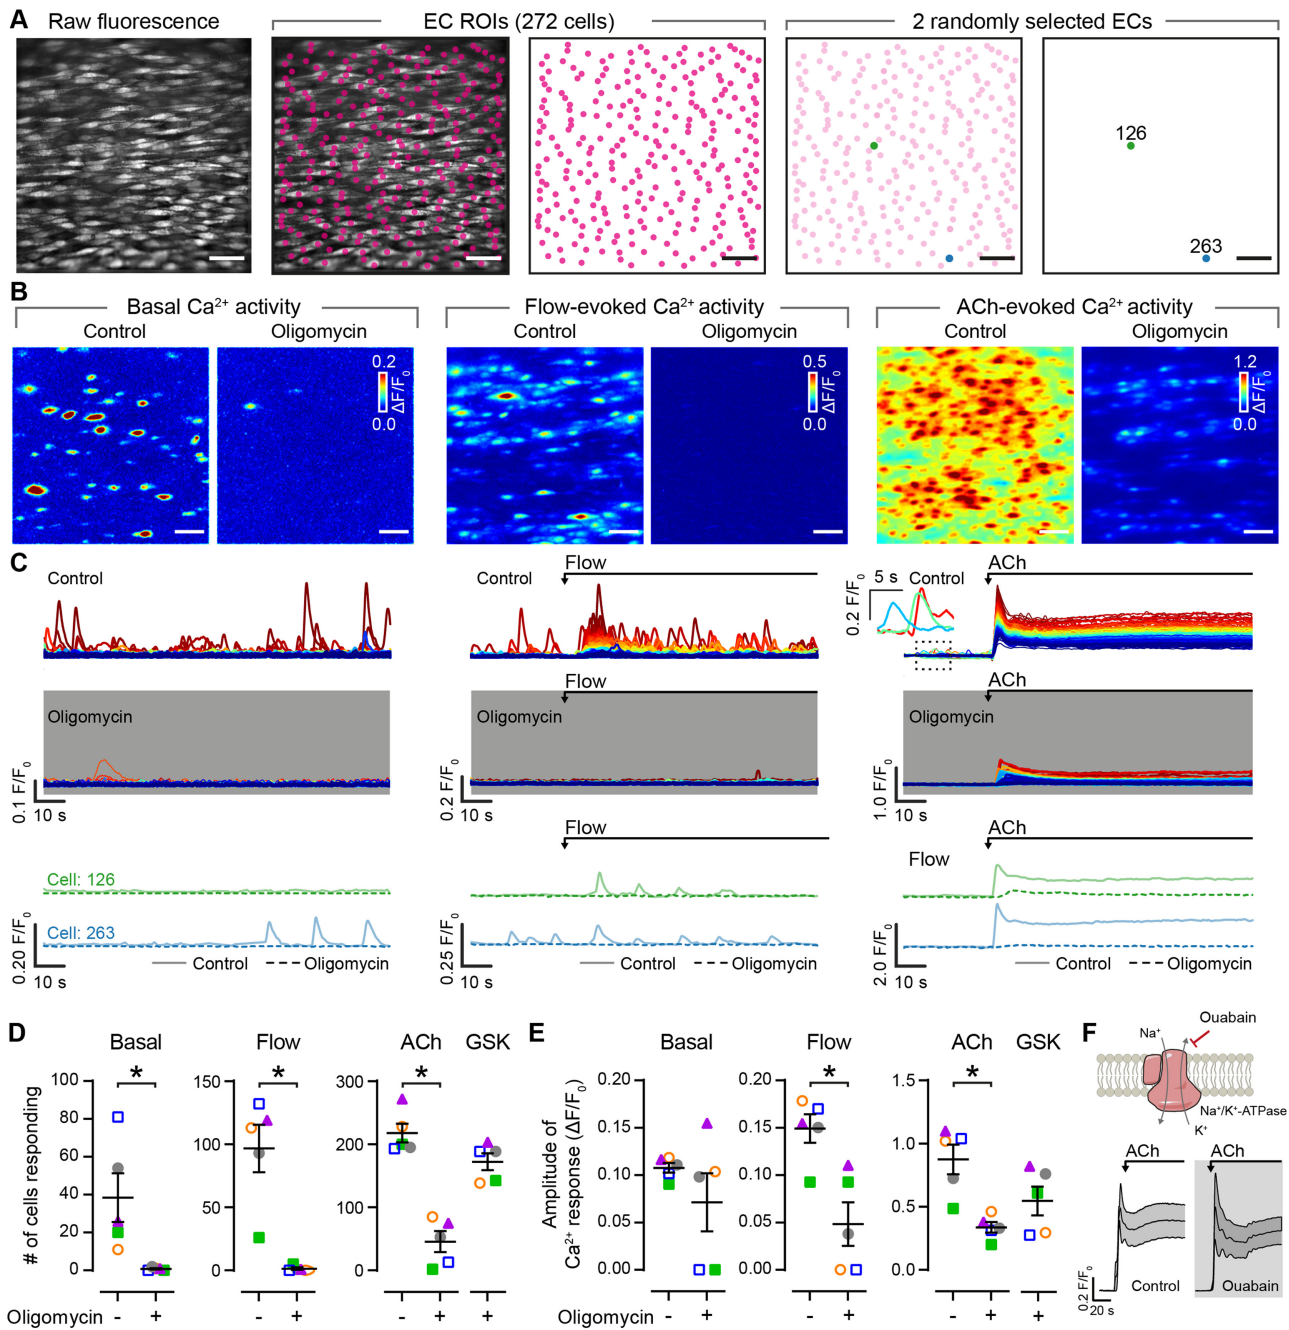 A
Raw fluorescence
EC ROIs (272 cells)
2 randomly selected ECs
126
263
B
Basal Ca²⁺ activity
Flow-evoked Ca²⁺ activity
ACh-evoked Ca²⁺ activity
Control
Oligomycin
Control
Oligomycin
Control
Oligomycin
0.2
ΔF/F₀
0.0
0.5
ΔF/F₀
0.0
1.2
ΔF/F₀
0.0
C
Control
Control
Flow
5 s
0.2 F/F₀
Control
ACh
Oligomycin
0.1 F/F₀
10 s
Flow
Oligomycin
0.2 F/F₀
10 s
ACh
Oligomycin
1.0 F/F₀
10 s
Cell: 126
Cell: 263
0.20 F/F₀
10 s
Control
Oligomycin
Flow
0.25 F/F₀
10 s
Control
Oligomycin
Flow
ACh
2.0 F/F₀
10 s
Control
Oligomycin
D
Basal
Flow
ACh
GSK
# of cells responding
100
80
60
40
20
0
*
150
100
50
0
*
300
200
100
0
*
Oligomycin
-
+
-
+
-
+
+
E
Basal
Flow
ACh
GSK
Amplitude of
Ca²⁺ response (ΔF/F₀)
0.20
0.15
0.10
0.05
0.00
0.20
0.15
0.10
0.05
0.00
*
1.5
1.0
0.5
0.0
*
Oligomycin
-
+
-
+
-
+
+
F
Ouabain
Na⁺
Na⁺/K⁺-ATPase
K⁺
ACh
ACh
0.2 F/F₀
20 s
Control
Ouabain